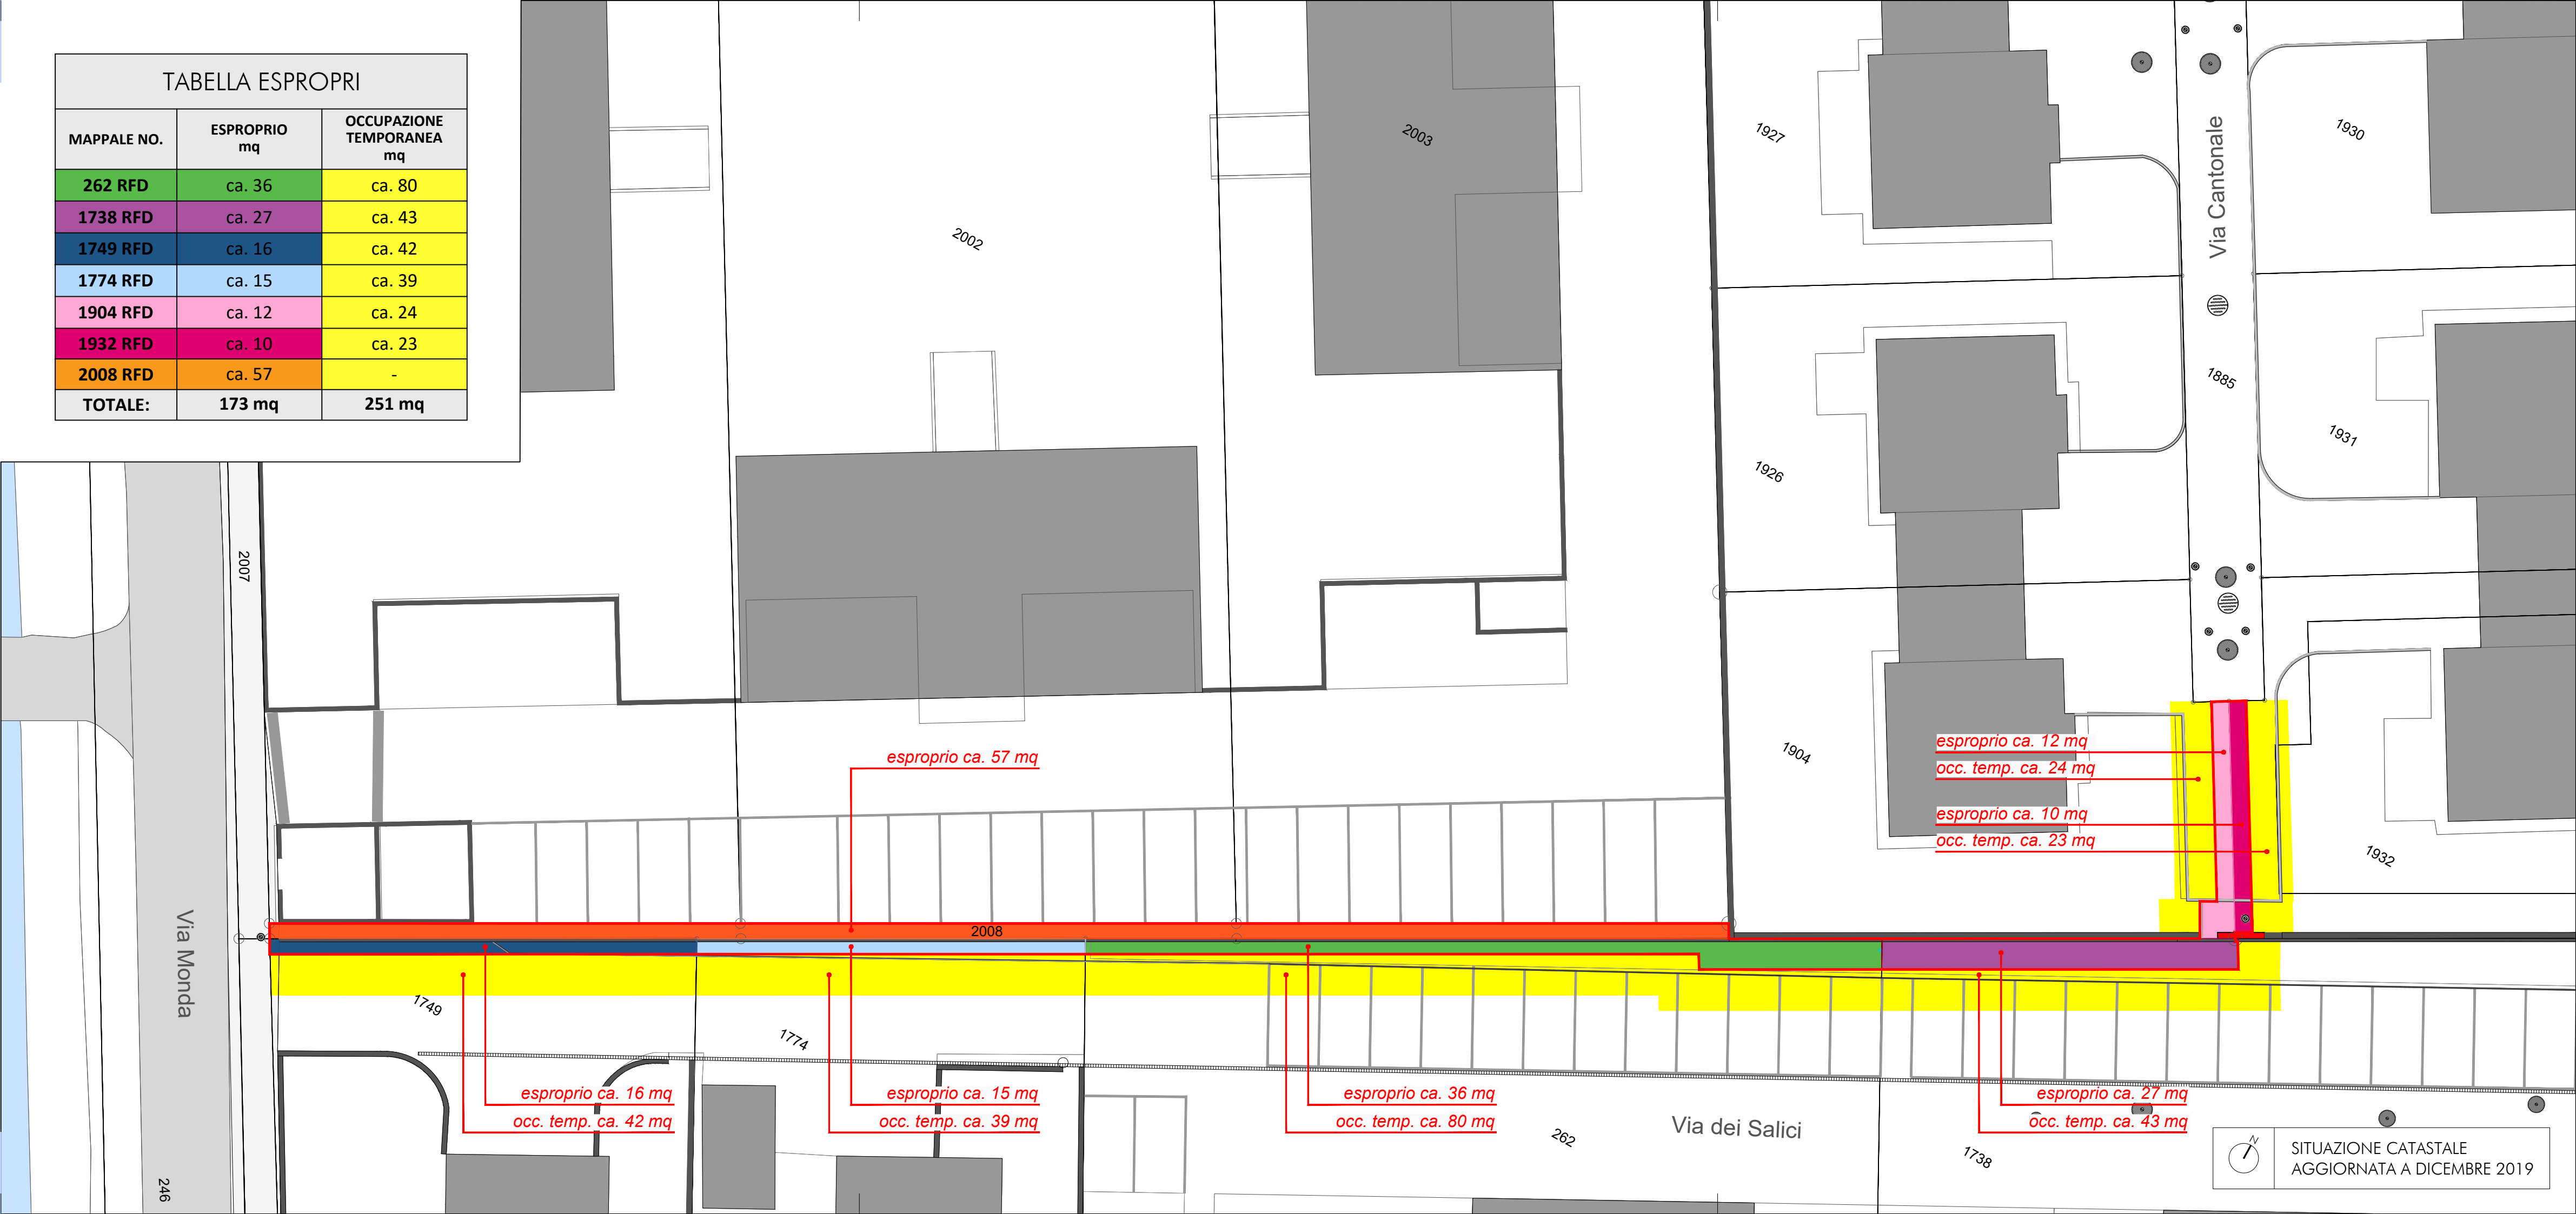 TABELLA ESPROPRI
MAPPALE NO. ESPROPRIO mq OCCUPAZIONE TEMPORANEA mq
262 RFD ca. 36 ca. 80
1738 RFD ca. 27 ca. 43
1749 RFD ca. 16 ca. 42
1774 RFD ca. 15 ca. 39
1904 RFD ca. 12 ca. 24
1932 RFD ca. 10 ca. 23
2008 RFD ca. 57 -
TOTALE: 173 mq 251 mq
2003
2002
1927
Via Cantonale
1930
1885
1931
1926
2007
esproprio ca. 57 mq
1904
esproprio ca. 12 mq
occ. temp. ca. 24 mq
esproprio ca. 10 mq
occ. temp. ca. 23 mq
1932
2008
Via Monda
1749
1774
esproprio ca. 16 mq
occ. temp. ca. 42 mq
esproprio ca. 15 mq
occ. temp. ca. 39 mq
esproprio ca. 36 mq
occ. temp. ca. 80 mq
esproprio ca. 27 mq
occ. temp. ca. 43 mq
Via dei Salici
262
1738
246
N
SITUAZIONE CATASTALE
AGGIORNATA A DICEMBRE 2019